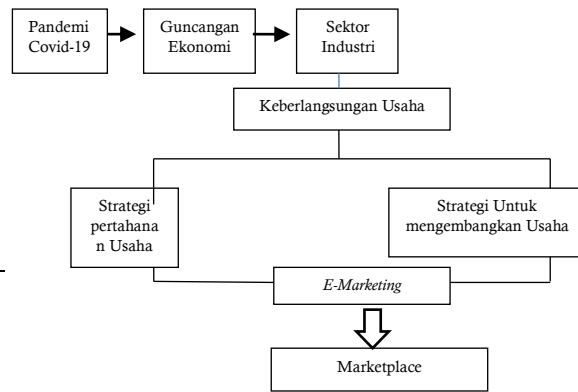 Pandemi
Covid-19
Guncangan
Ekonomi
Sektor
Industri
Keberlangsungan Usaha
Strategi
pertahana
n Usaha
Strategi Untuk
mengembangkan Usaha
E-Marketing
Marketplace